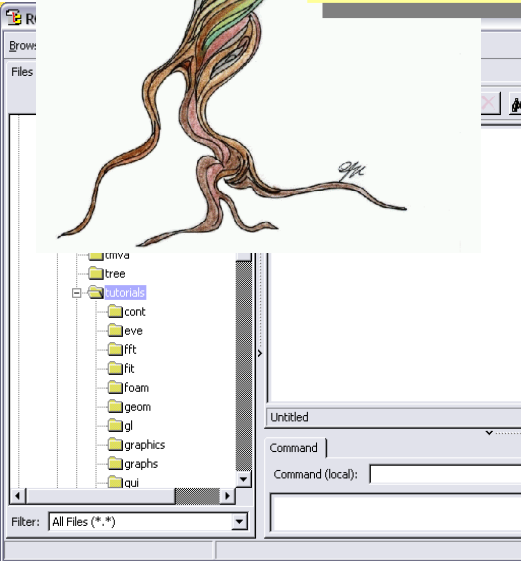 Files
tmva
tree
tutorials
cont
eve
fft
fit
foam
geom
gl
graphics
graphs
gui
Untitled
Command
Command (local):
Filter: All Files (*.*)